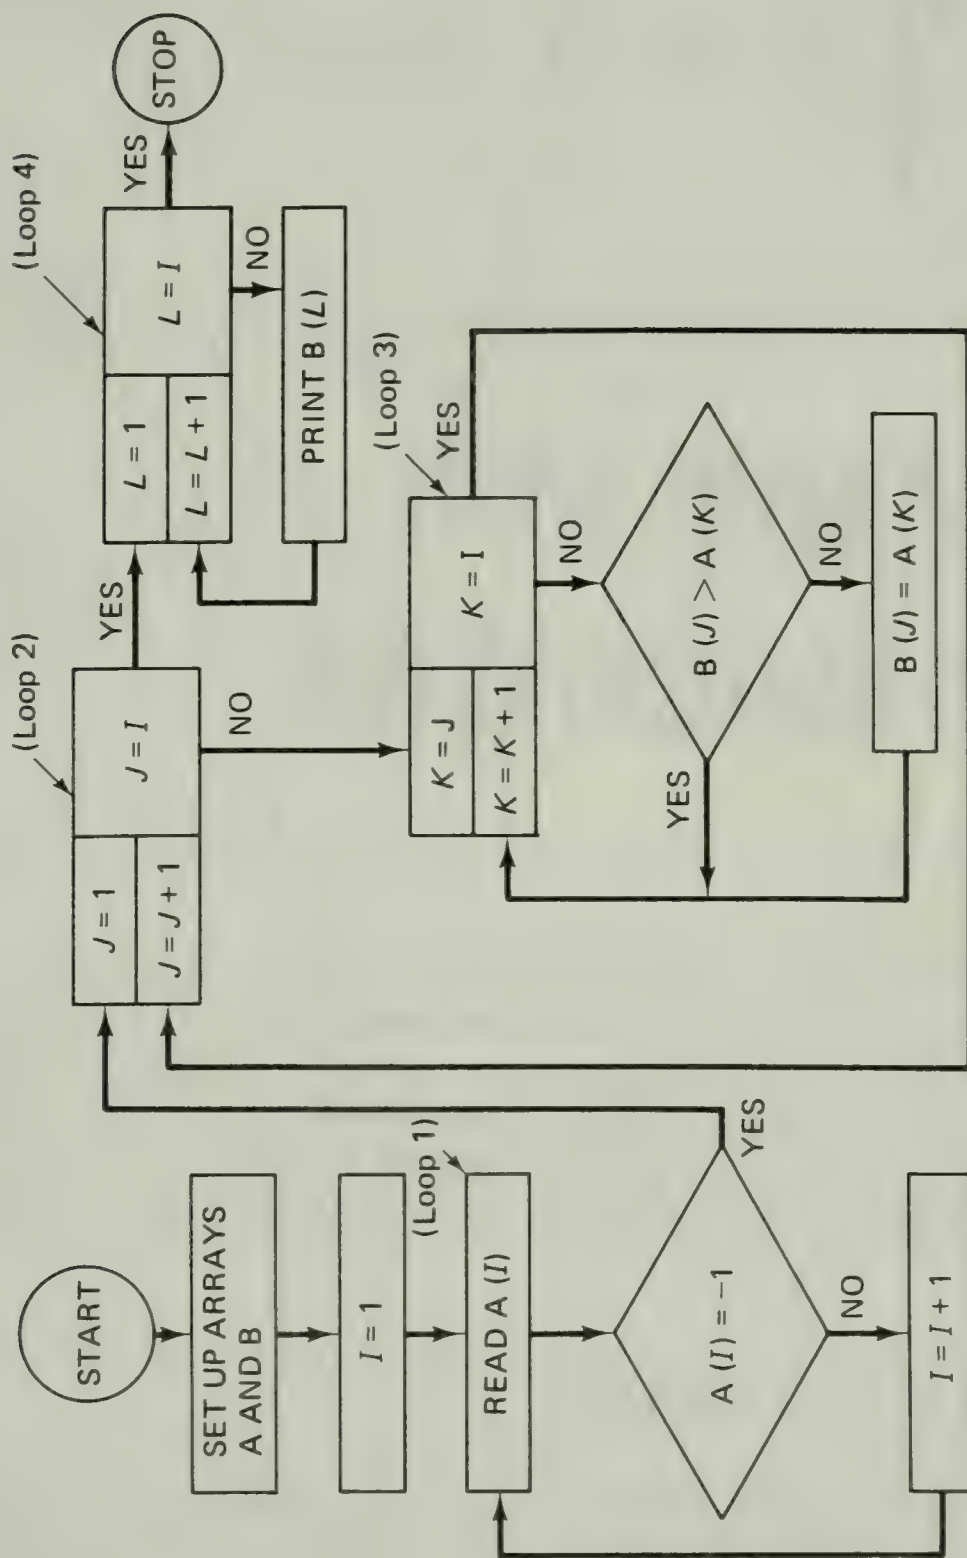 START
SET UP ARRAYS
A AND B
I = 1
(Loop 1)
READ A (I)
A (I) = −1
YES
NO
I = I + 1
(Loop 2)
J = 1
J = J + 1
J = I
YES
NO
(Loop 3)
K = J
K = K + 1
K = I
YES
NO
B (J) > A (K)
YES
NO
B (J) = A (K)
(Loop 4)
L = 1
L = L + 1
L = I
YES
NO
PRINT B (L)
STOP